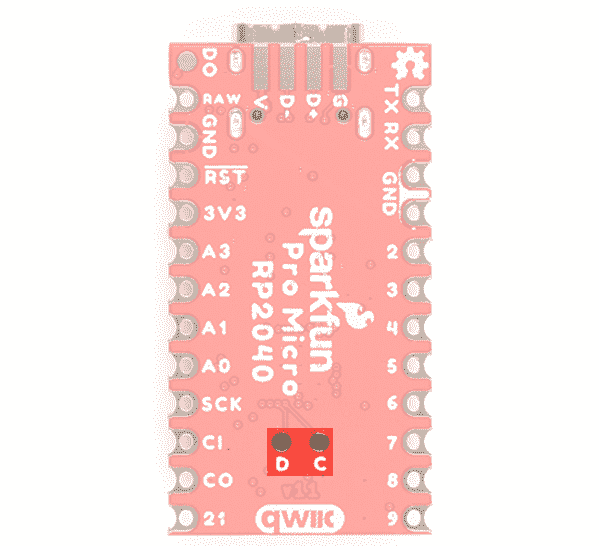 DO
V D- D+ G
RAW
TX
RX
GND
RST
GND
3V3
A3
2
A2
3
A1
4
A0
5
SCK
6
CI
7
CO
8
21
9
sparkfun
Pro Micro
RP2040
D C
v11
qwiic